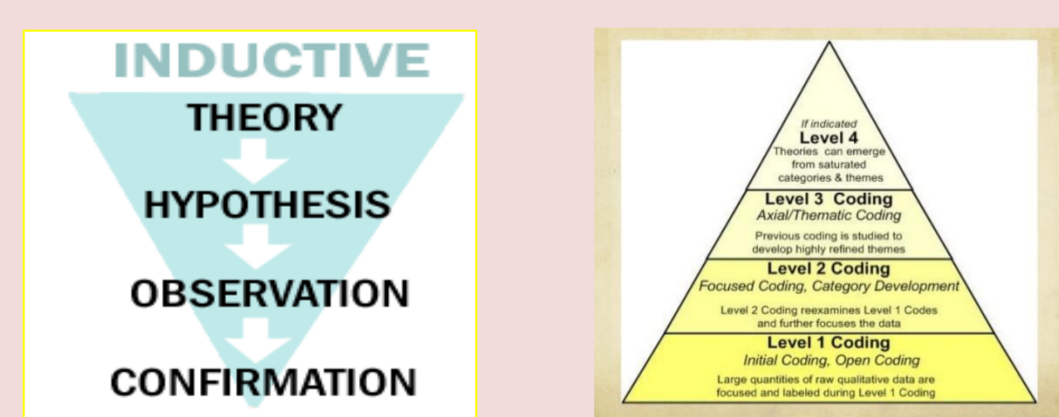 INDUCTIVE
THEORY
HYPOTHESIS
OBSERVATION
CONFIRMATION
If indicated
Level 4
Theories can emerge
from saturated
categories & themes
Level 3 Coding
Axial/Thematic Coding
Previous coding is studied to
develop highly refined themes
Level 2 Coding
Focused Coding, Category Development
Level 2 Coding reexamines Level 1 Codes
and further focuses the data
Level 1 Coding
Initial Coding, Open Coding
Large quantities of raw qualitative data are
focused and labeled during Level 1 Coding